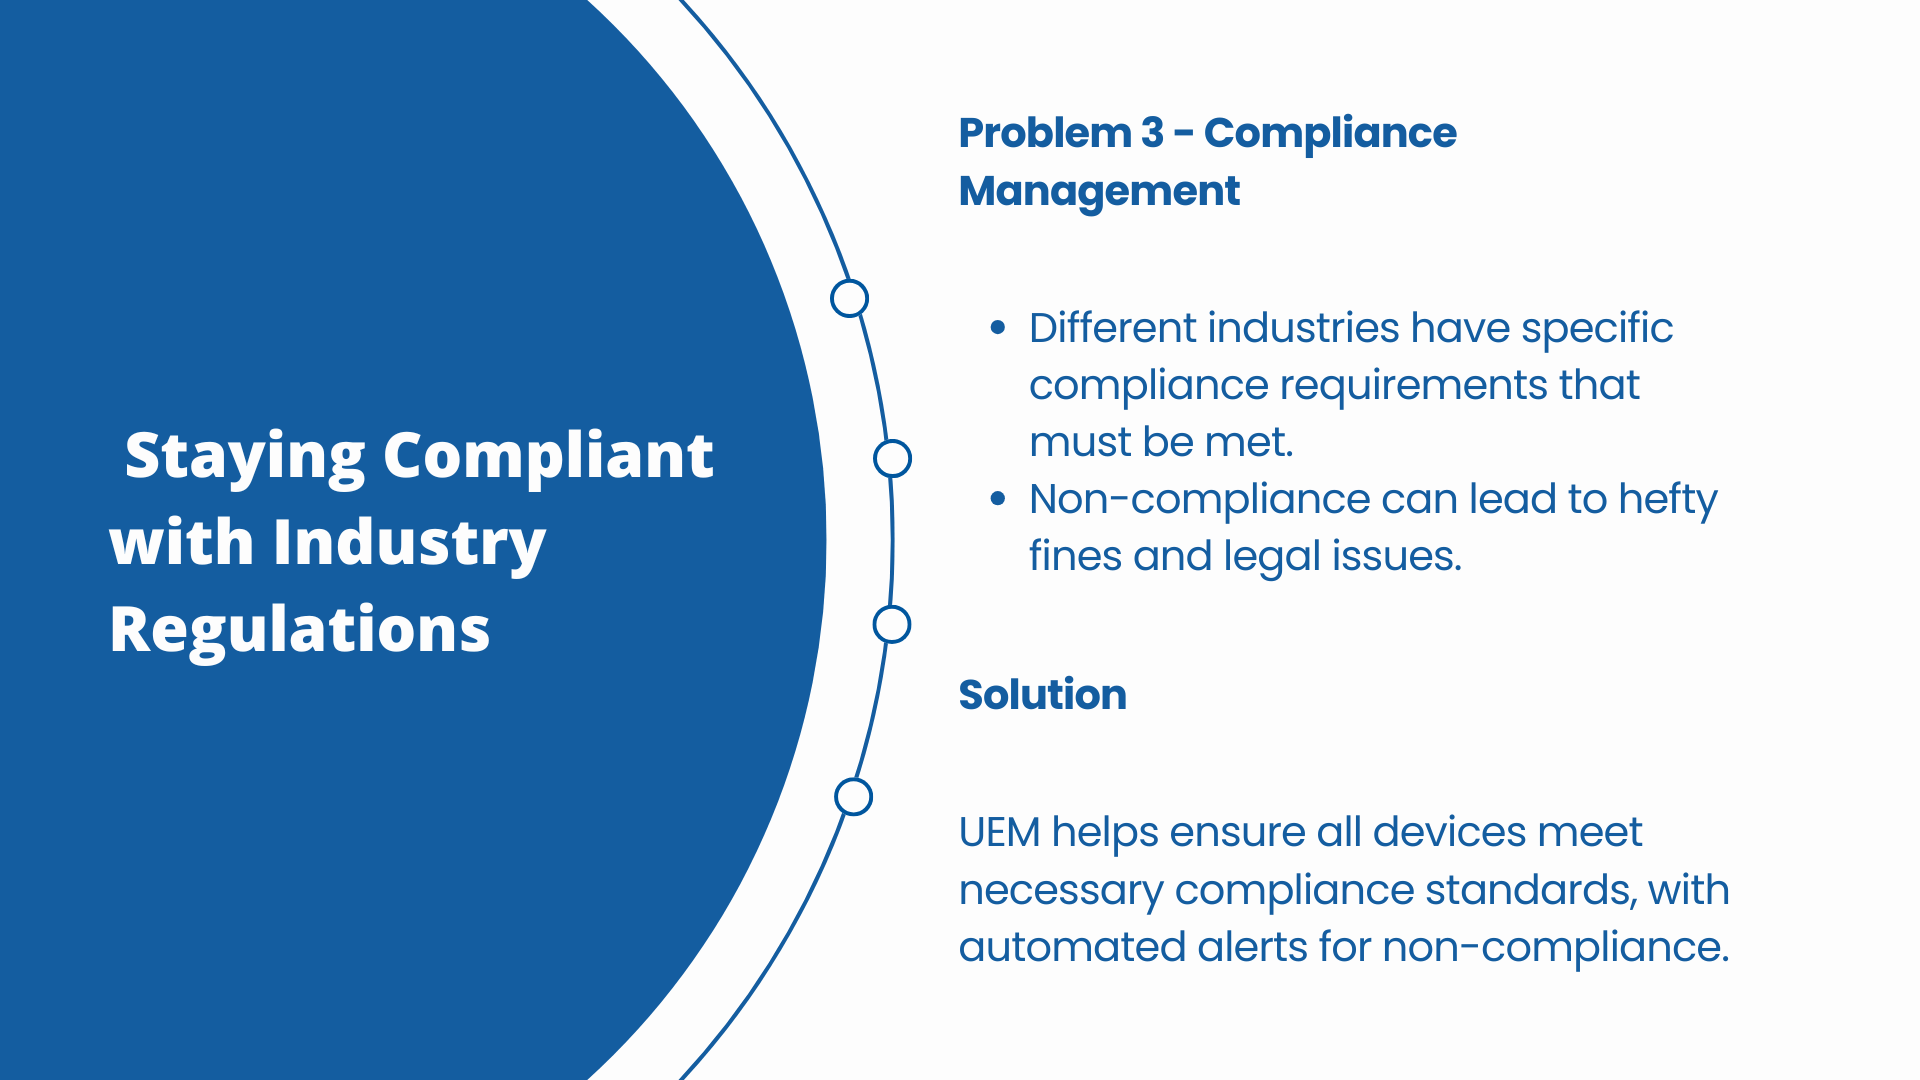 Staying Compliant
with Industry
Regulations
Problem 3 - Compliance
Management
• Different industries have specific
compliance requirements that
must be met.
• Non-compliance can lead to hefty
fines and legal issues.
Solution
UEM helps ensure all devices meet
necessary compliance standards, with
automated alerts for non-compliance.